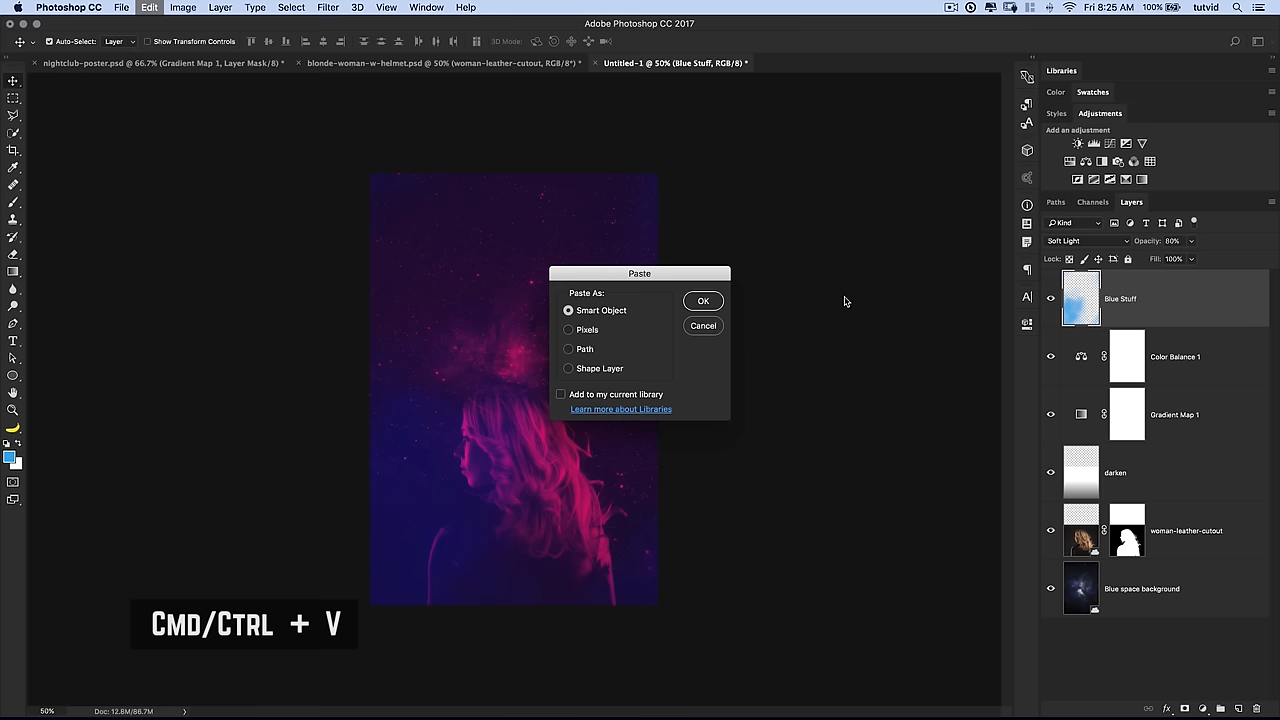 Photoshop CC File Edit Image Layer Type Select Filter 3D View Window Help 100% Fri 8:25 AM tutvid
Adobe Photoshop CC 2017
Auto-Select: Layer Show Transform Controls 3D Mode:
nightclub-poster.psd @ 66.7% (Gradient Map 1, Layer Mask/8) * blonde-woman-w-helmet.psd @ 50% (woman-leather-cutout, RGB/8*) * Untitled-1 @ 50% (Blue Stuff, RGB/8) *
Libraries
Color Swatches
Styles Adjustments
Add an adjustment
Paths Channels Layers
Kind
Soft Light Opacity: 80%
Lock: Fill: 100%
Blue Stuff
Color Balance 1
Gradient Map 1
darken
woman-leather-cutout
Blue space background
Paste
Paste As:
Smart Object
Pixels
Path
Shape Layer
OK
Cancel
Add to my current library
Learn more about Libraries
Cmd/Ctrl + V
50% Doc: 12.8M/86.7M